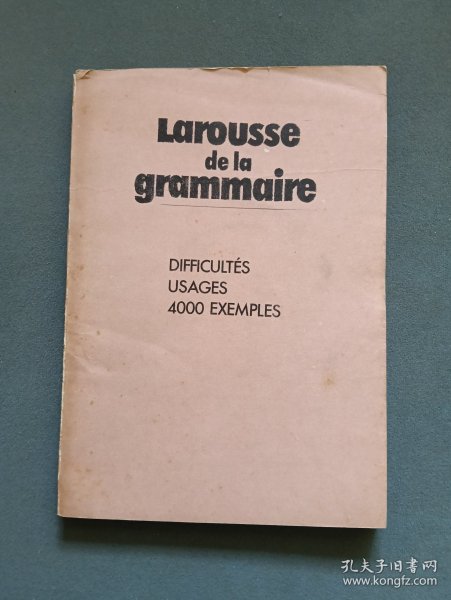 Larousse
de la
grammaire
DIFFICULTÉS
USAGES
4000 EXEMPLES
孔夫子旧书网
www.kongfz.com